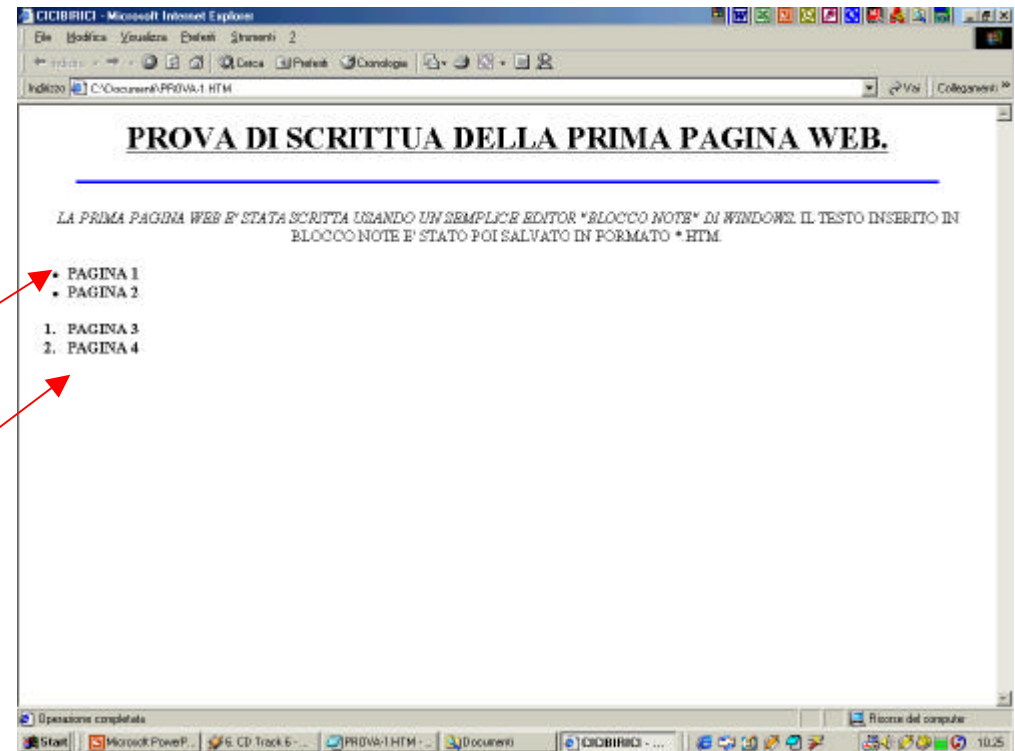 CICIBIRICI - Microsoft Internet Explorer
File Modifica Visualizza Preferiti Strumenti ?
Cerca Preferiti Cronologia
Indirizzo C:\Documenti\PROVA-1.HTM Vai Collegamenti »
PROVA DI SCRITTUA DELLA PRIMA PAGINA WEB.
LA PRIMA PAGINA WEB E' STATA SCRITTA USANDO UN SEMPLICE EDITOR "BLOCCO NOTE" DI WINDOWS. IL TESTO INSERITO IN
BLOCCO NOTE E' STATO POI SALVATO IN FORMATO *.HTM.
• PAGINA 1
• PAGINA 2
1. PAGINA 3
2. PAGINA 4
Operazione completata Risorse del computer
Start Microsoft PowerP... 6. CD Track 6 - ... PROVA-1.HTM - ... Documenti CICIBIRICI - ... 10.25